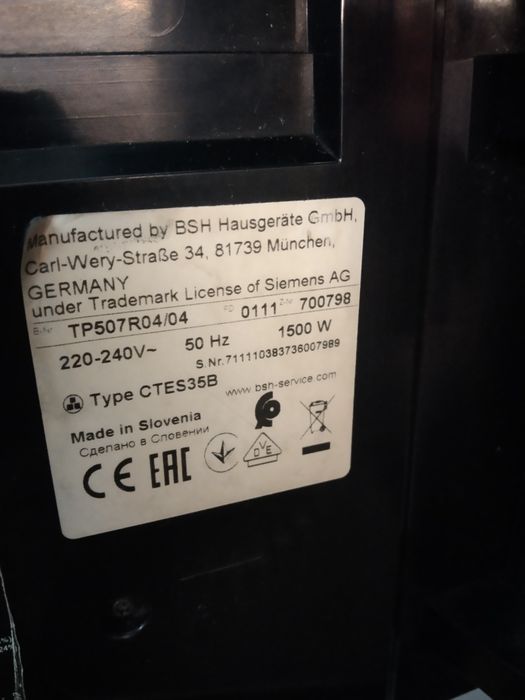 Manufactured by BSH Hausgeräte GmbH,
Carl-Wery-Straße 34, 81739 München,
GERMANY
under Trademark License of Siemens AG
E-Nr. TP507R04/04 FD 0111 Z-Nr 700798
220-240V~ 50 Hz 1500 W
S.Nr.711110383736007989
Type CTES35B www.bsh-service.com
Made in Slovenia
Сделано в Словении
CE EAC DVE